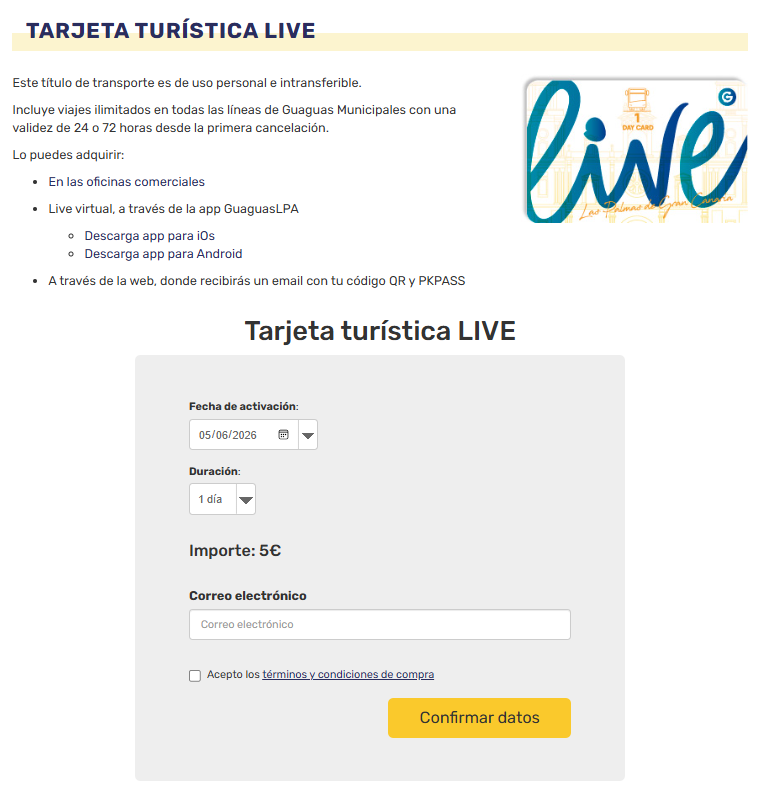 TARJETA TURÍSTICA LIVE
Este título de transporte es de uso personal e intransferible.
Incluye viajes ilimitados en todas las líneas de Guaguas Municipales con una
validez de 24 o 72 horas desde la primera cancelación.
Lo puedes adquirir:
En las oficinas comerciales
Live virtual, a través de la app GuaguasLPA
Descarga app para iOs
Descarga app para Android
A través de la web, donde recibirás un email con tu código QR y PKPASS
G
1
DAY CARD
live
Las Palmas de Gran Canaria
Tarjeta turística LIVE
Fecha de activación:
05/06/2026
Duración:
1 día
Importe: 5€
Correo electrónico
Correo electrónico
Acepto los términos y condiciones de compra
Confirmar datos